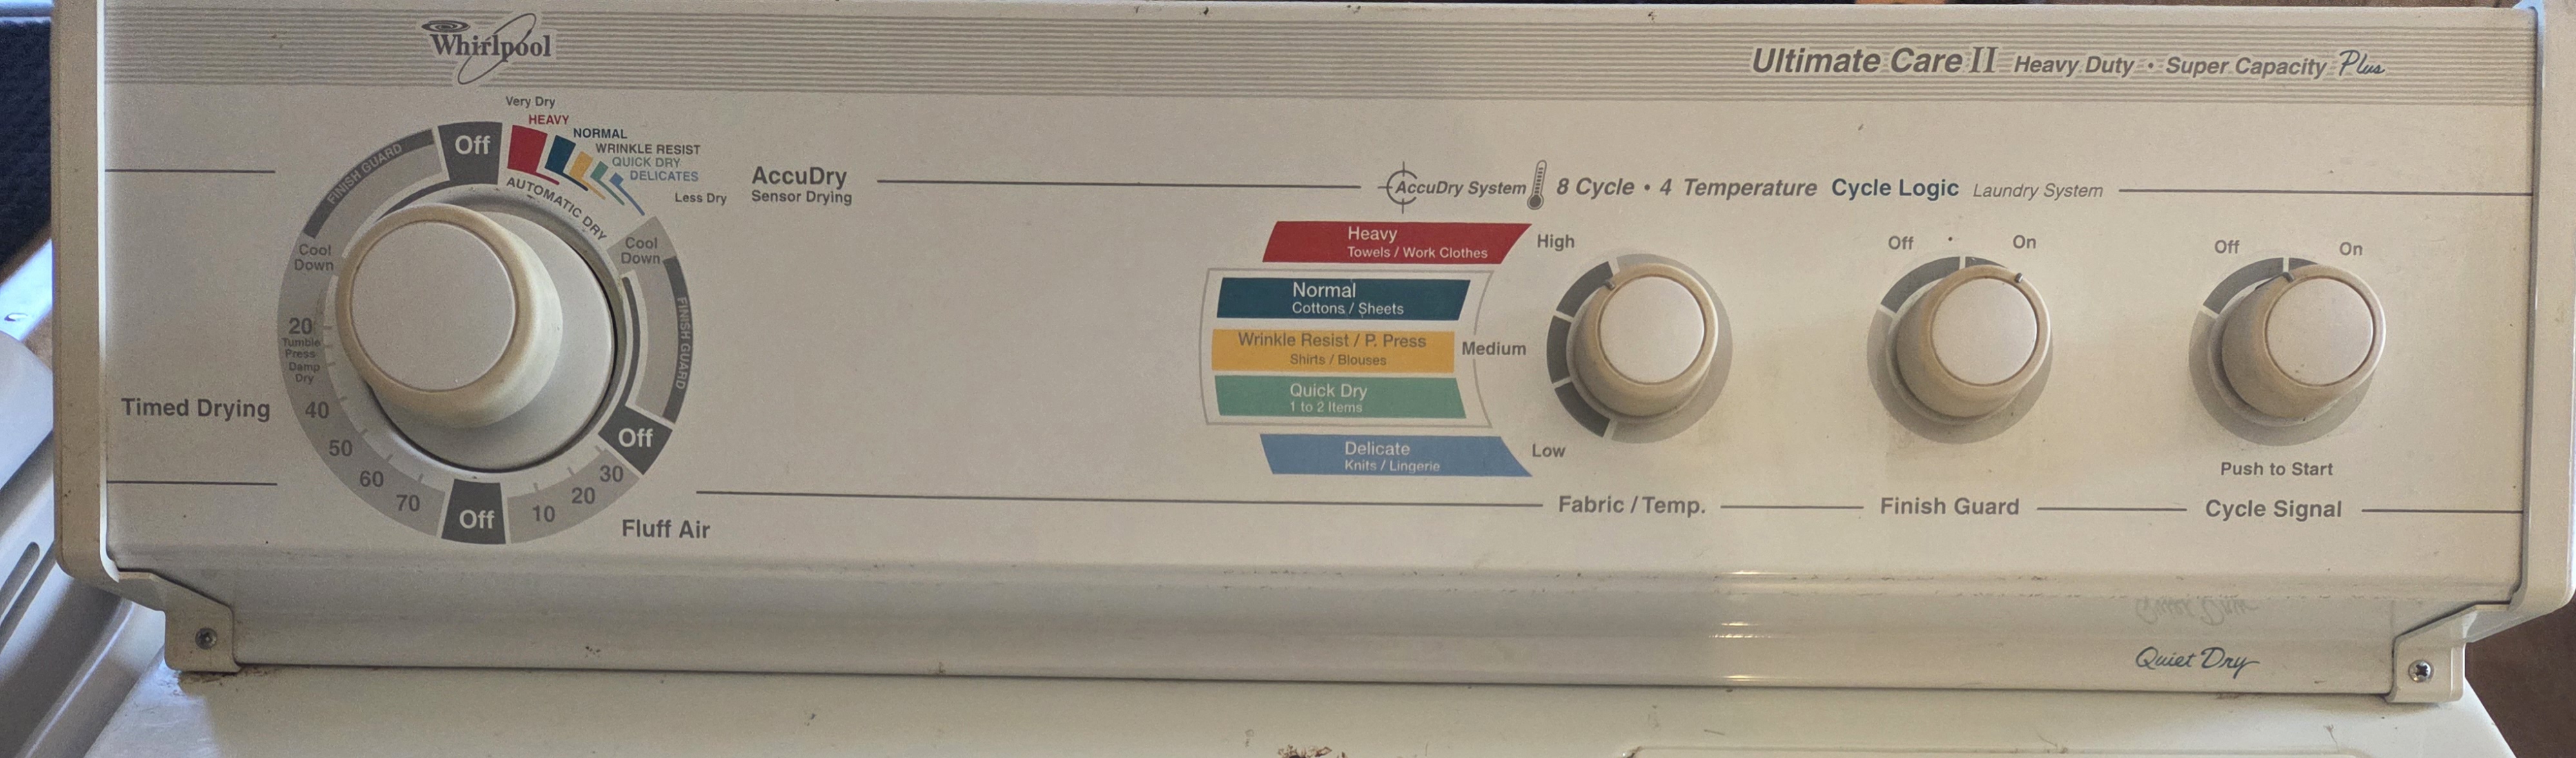 Whirlpool
Ultimate Care II Heavy Duty • Super Capacity Plus
Very Dry
HEAVY
NORMAL
WRINKLE RESIST
QUICK DRY
DELICATES
Less Dry
AUTOMATIC DRY
Off
FINISH GUARD
Cool
Down
20
Tumble
Press
Damp
Dry
40
50
60
70
Timed Drying
Off
10
20
30
Fluff Air
Off
FINISH GUARD
Cool
Down
AccuDry
Sensor Drying
AccuDry System
8 Cycle • 4 Temperature Cycle Logic Laundry System
Heavy
Towels / Work Clothes
Normal
Cottons / Sheets
Wrinkle Resist / P. Press
Shirts / Blouses
Quick Dry
1 to 2 Items
Delicate
Knits / Lingerie
High
Medium
Low
Fabric / Temp.
Off
On
Finish Guard
Off
On
Push to Start
Cycle Signal
Quiet Dry